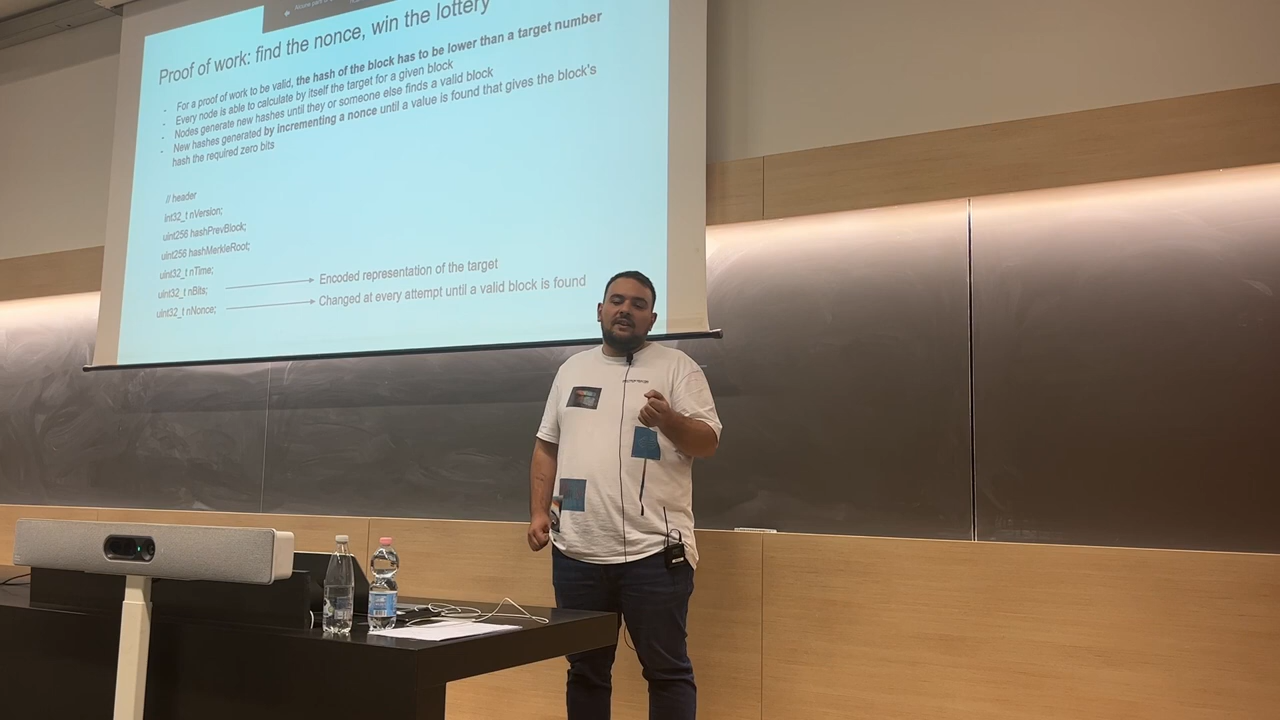 Proof of work: find the nonce, win the lottery
- For a proof of work to be valid, the hash of the block has to be lower than a target number
- Every node is able to calculate by itself the target for a given block
- Nodes generate new hashes until they or someone else finds a valid block
- New hashes generated by incrementing a nonce until a value is found that gives the block's
hash the required zero bits
// header
int32_t nVersion;
uint256 hashPrevBlock;
uint256 hashMerkleRoot;
uint32_t nTime;
uint32_t nBits; Encoded representation of the target
uint32_t nNonce; Changed at every attempt until a valid block is found